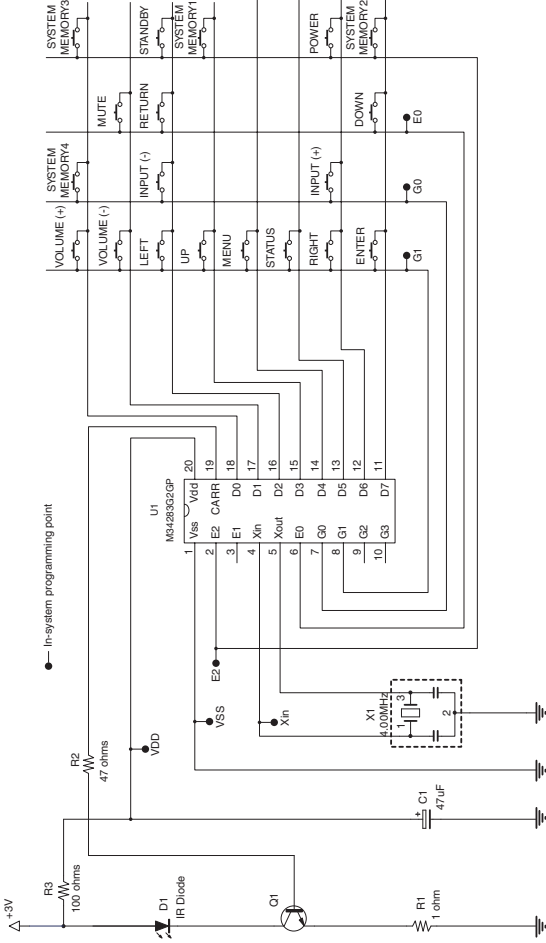 SYSTEM
MEMORY3
STANDBY
SYSTEM
MEMORY1
POWER
SYSTEM
MEMORY2
MUTE
RETURN
DOWN
E0
SYSTEM
MEMORY4
INPUT (-)
INPUT (+)
G0
VOLUME (+)
VOLUME (-)
LEFT
UP
MENU
STATUS
RIGHT
ENTER
G1
In-system programming point
U1
M34283G2GP
20
19
18
17
16
15
14
13
12
11
Vdd
CARR
D0
D1
D2
D3
D4
D5
D6
D7
Vss
E2
E1
Xin
Xout
E0
G0
G1
G2
G3
1
2
3
4
5
6
7
8
9
10
E2
VSS
Xin
VDD
X1
4.00MHz
1
3
2
R2
47 ohms
C1
+
47uF
R3
100 ohms
+3V
D1
IR Diode
Q1
R1
1 ohm